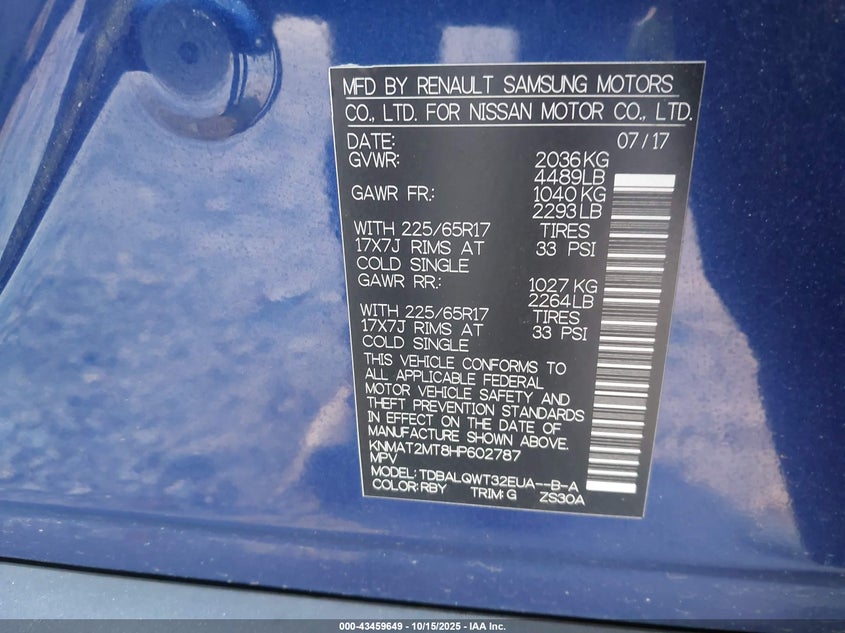 MFD BY RENAULT SAMSUNG MOTORS
CO., LTD. FOR NISSAN MOTOR CO., LTD.
DATE: 07/17
GVWR: 2036KG
4489LB
GAWR FR.: 1040KG
2293LB
WITH 225/65R17 TIRES
17X7J RIMS AT 33 PSI
COLD SINGLE
GAWR RR.: 1027 KG
2264LB
WITH 225/65R17 TIRES
17X7J RIMS AT 33 PSI
COLD SINGLE
THIS VEHICLE CONFORMS TO
ALL APPLICABLE FEDERAL
MOTOR VEHICLE SAFETY AND
THEFT PREVENTION STANDARDS
IN EFFECT ON THE DATE OF
MANUFACTURE SHOWN ABOVE.
KNMAT2MT8HP602787
MPV
MODEL: TDBALQWT32EUA--B-A
COLOR: RBY TRIM: G ZS30A
000-43459649 - 10/15/2025 - IAA Inc.